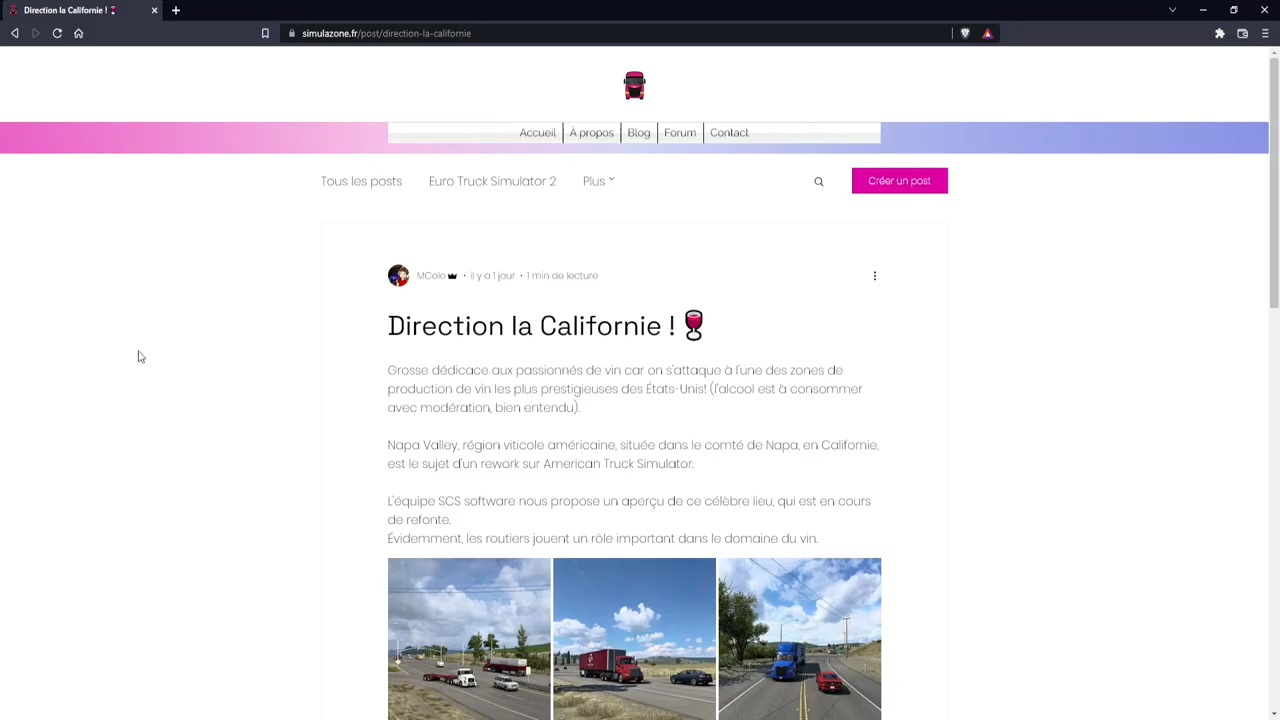 Direction la Californie !
simulazone.fr/post/direction-la-californie
Accueil
À propos
Blog
Forum
Contact
Tous les posts
Euro Truck Simulator 2
Plus
Créer un post
MColo
• il y a 1 jour
• 1 min de lecture
Direction la Californie !🍷
Grosse dédicace aux passionnés de vin car on s'attaque à l'une des zones de
production de vin les plus prestigieuses des États-Unis! (l'alcool est à consommer
avec modération, bien entendu).
Napa Valley, région viticole américaine, située dans le comté de Napa, en Californie,
est le sujet d'un rework sur American Truck Simulator.
L'équipe SCS software nous propose un aperçu de ce célèbre lieu, qui est en cours
de refonte.
Évidemment, les routiers jouent un rôle important dans le domaine du vin.